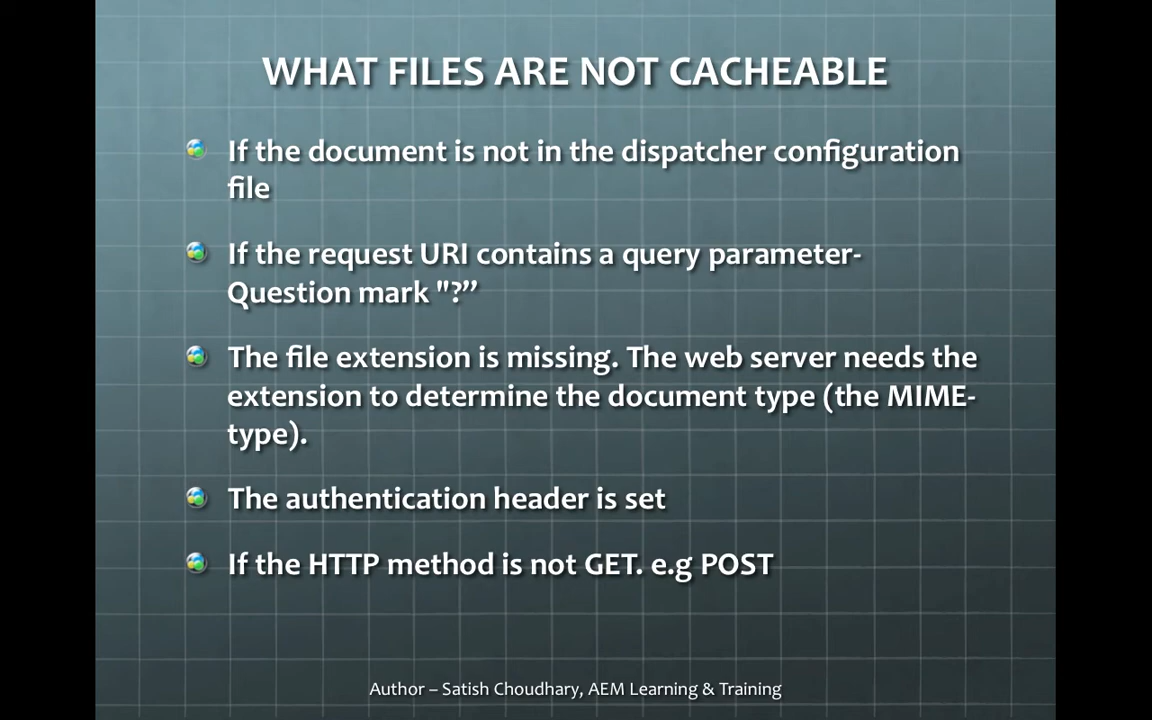 WHAT FILES ARE NOT CACHEABLE
If the document is not in the dispatcher configuration
file
If the request URI contains a query parameter-
Question mark "?”
The file extension is missing. The web server needs the
extension to determine the document type (the MIME-
type).
The authentication header is set
If the HTTP method is not GET. e.g POST
Author – Satish Choudhary, AEM Learning & Training